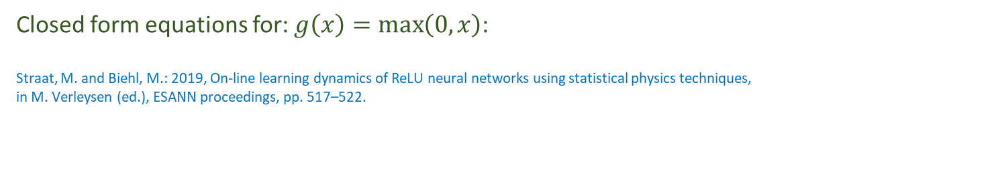 Closed form equations for: g(x) = max(0, x):
Straat, M. and Biehl, M.: 2019, On-line learning dynamics of ReLU neural networks using statistical physics techniques,
in M. Verleysen (ed.), ESANN proceedings, pp. 517–522.